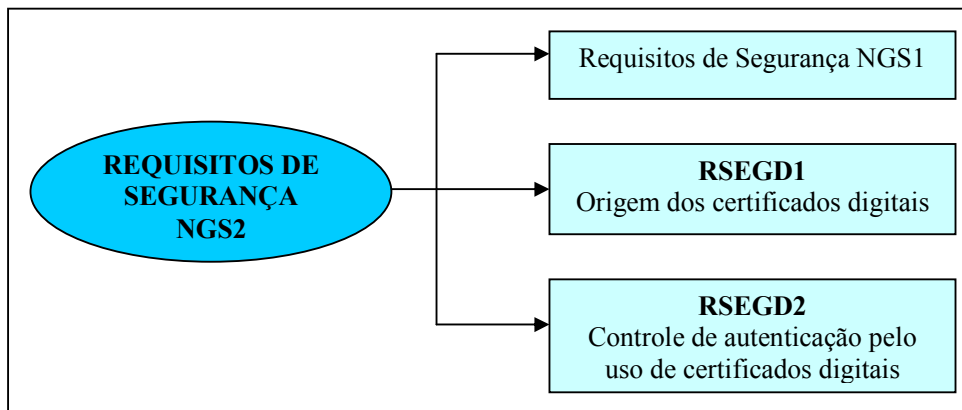 REQUISITOS DE
SEGURANÇA
NGS2
Requisitos de Segurança NGS1
RSEGD1
Origem dos certificados digitais
RSEGD2
Controle de autenticação pelo
uso de certificados digitais